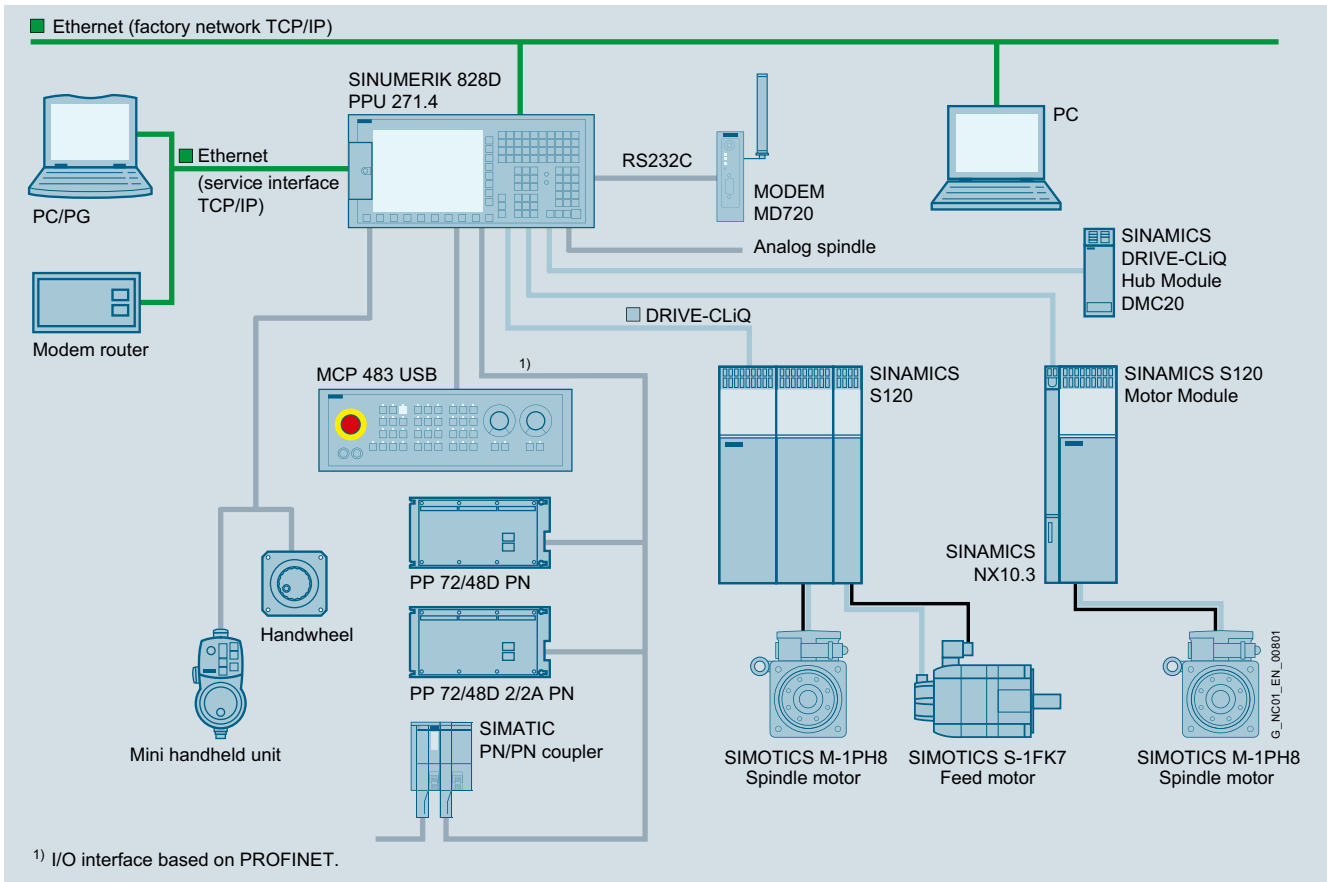 Ethernet (factory network TCP/IP)
SINUMERIK 828D
PPU 271.4
PC
PC/PG
Ethernet
(service interface
TCP/IP)
RS232C
MODEM
MD720
Analog spindle
SINAMICS
DRIVE-CLiQ
Hub Module
DMC20
Modem router
DRIVE-CLiQ
1)
MCP 483 USB
SINAMICS
S120
SINAMICS S120
Motor Module
SINAMICS
NX10.3
PP 72/48D PN
Handwheel
PP 72/48D 2/2A PN
Mini handheld unit
SIMATIC
PN/PN coupler
SIMOTICS M-1PH8
Spindle motor
SIMOTICS S-1FK7
Feed motor
SIMOTICS M-1PH8
Spindle motor
G_NC01_EN_00801
1) I/O interface based on PROFINET.